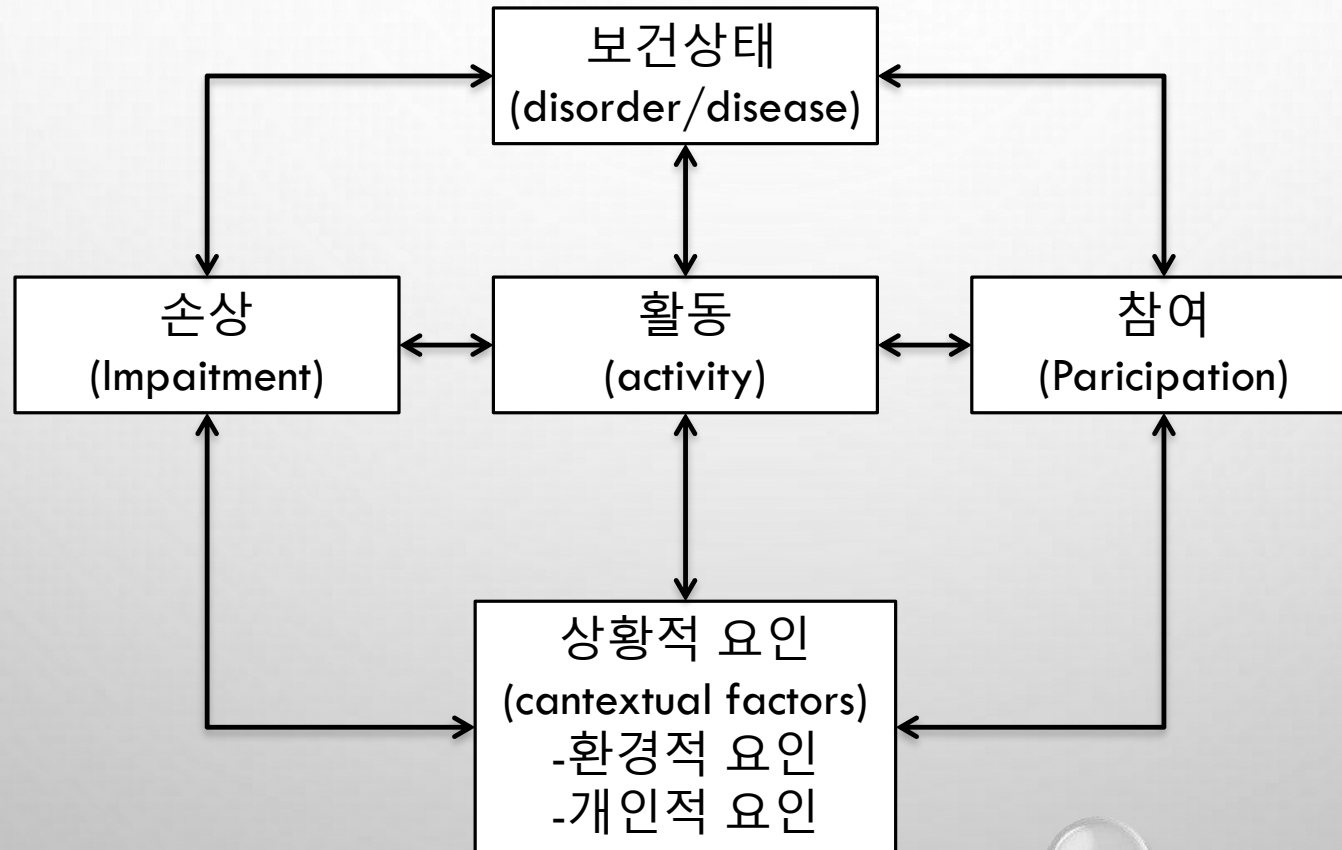 보건상태
(disorder/disease)
손상
(Impaitment)
활동
(activity)
참여
(Paricipation)
상황적 요인
(cantextual factors)
-환경적 요인
-개인적 요인